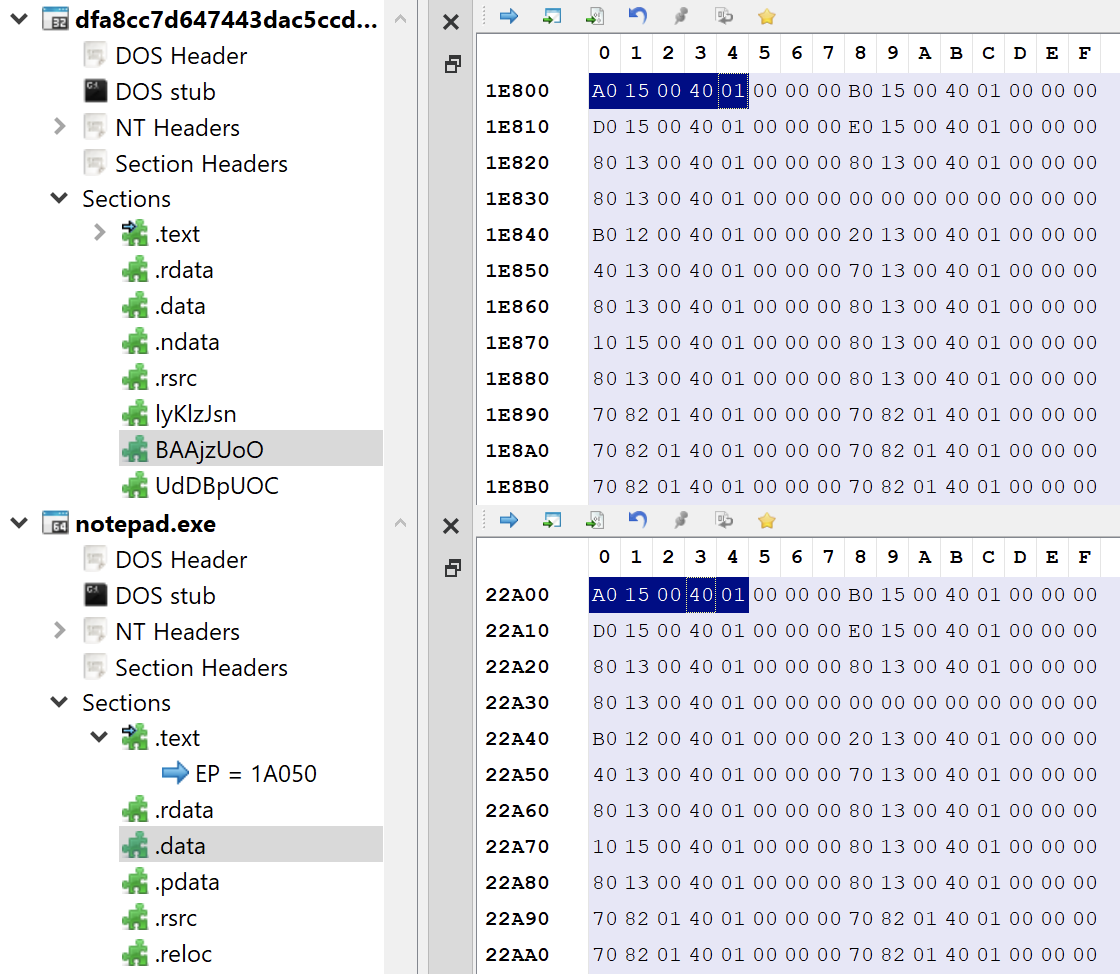 dfa8cc7d647443dac5ccd...
DOS Header
DOS stub
NT Headers
Section Headers
Sections
.text
.rdata
.data
.ndata
.rsrc
lyKlzJsn
BAAjzUoO
UdDBpUOC
0 1 2 3 4 5 6 7 8 9 A B C D E F
1E800 A0 15 00 40 01 00 00 00 B0 15 00 40 01 00 00 00
1E810 D0 15 00 40 01 00 00 00 E0 15 00 40 01 00 00 00
1E820 80 13 00 40 01 00 00 00 80 13 00 40 01 00 00 00
1E830 80 13 00 40 01 00 00 00 00 00 00 00 00 00 00 00
1E840 B0 12 00 40 01 00 00 00 20 13 00 40 01 00 00 00
1E850 40 13 00 40 01 00 00 00 70 13 00 40 01 00 00 00
1E860 80 13 00 40 01 00 00 00 80 13 00 40 01 00 00 00
1E870 10 15 00 40 01 00 00 00 80 13 00 40 01 00 00 00
1E880 80 13 00 40 01 00 00 00 80 13 00 40 01 00 00 00
1E890 70 82 01 40 01 00 00 00 70 82 01 40 01 00 00 00
1E8A0 70 82 01 40 01 00 00 00 70 82 01 40 01 00 00 00
1E8B0 70 82 01 40 01 00 00 00 70 82 01 40 01 00 00 00
notepad.exe
DOS Header
DOS stub
NT Headers
Section Headers
Sections
.text
EP = 1A050
.rdata
.data
.pdata
.rsrc
.reloc
0 1 2 3 4 5 6 7 8 9 A B C D E F
22A00 A0 15 00 40 01 00 00 00 B0 15 00 40 01 00 00 00
22A10 D0 15 00 40 01 00 00 00 E0 15 00 40 01 00 00 00
22A20 80 13 00 40 01 00 00 00 80 13 00 40 01 00 00 00
22A30 80 13 00 40 01 00 00 00 00 00 00 00 00 00 00 00
22A40 B0 12 00 40 01 00 00 00 20 13 00 40 01 00 00 00
22A50 40 13 00 40 01 00 00 00 70 13 00 40 01 00 00 00
22A60 80 13 00 40 01 00 00 00 80 13 00 40 01 00 00 00
22A70 10 15 00 40 01 00 00 00 80 13 00 40 01 00 00 00
22A80 80 13 00 40 01 00 00 00 80 13 00 40 01 00 00 00
22A90 70 82 01 40 01 00 00 00 70 82 01 40 01 00 00 00
22AA0 70 82 01 40 01 00 00 00 70 82 01 40 01 00 00 00